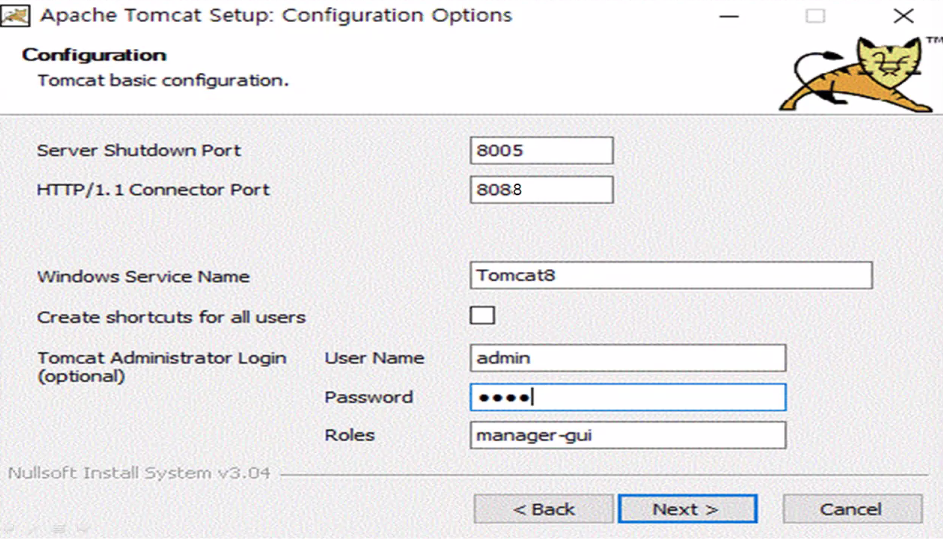 Apache Tomcat Setup: Configuration Options
Configuration
Tomcat basic configuration.
TM
Server Shutdown Port 8005
HTTP/1.1 Connector Port 8088
Windows Service Name Tomcat8
Create shortcuts for all users
Tomcat Administrator Login
(optional)
User Name admin
Password ●●●●
Roles manager-gui
Nullsoft Install System v3.04
< Back Next > Cancel